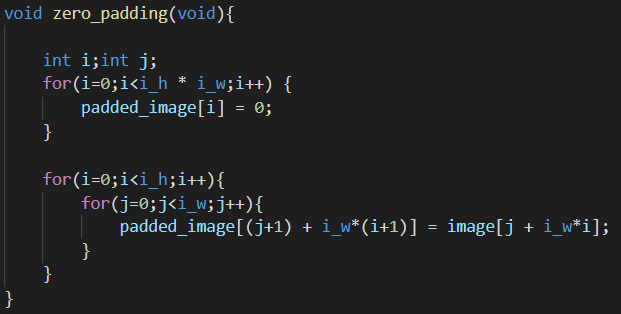 void zero_padding(void){
int i;int j;
for(i=0;i<i_h * i_w;i++) {
padded_image[i] = 0;
}
for(i=0;i<i_h;i++){
for(j=0;j<i_w;j++){
padded_image[(j+1) + i_w*(i+1)] = image[j + i_w*i];
}
}
}